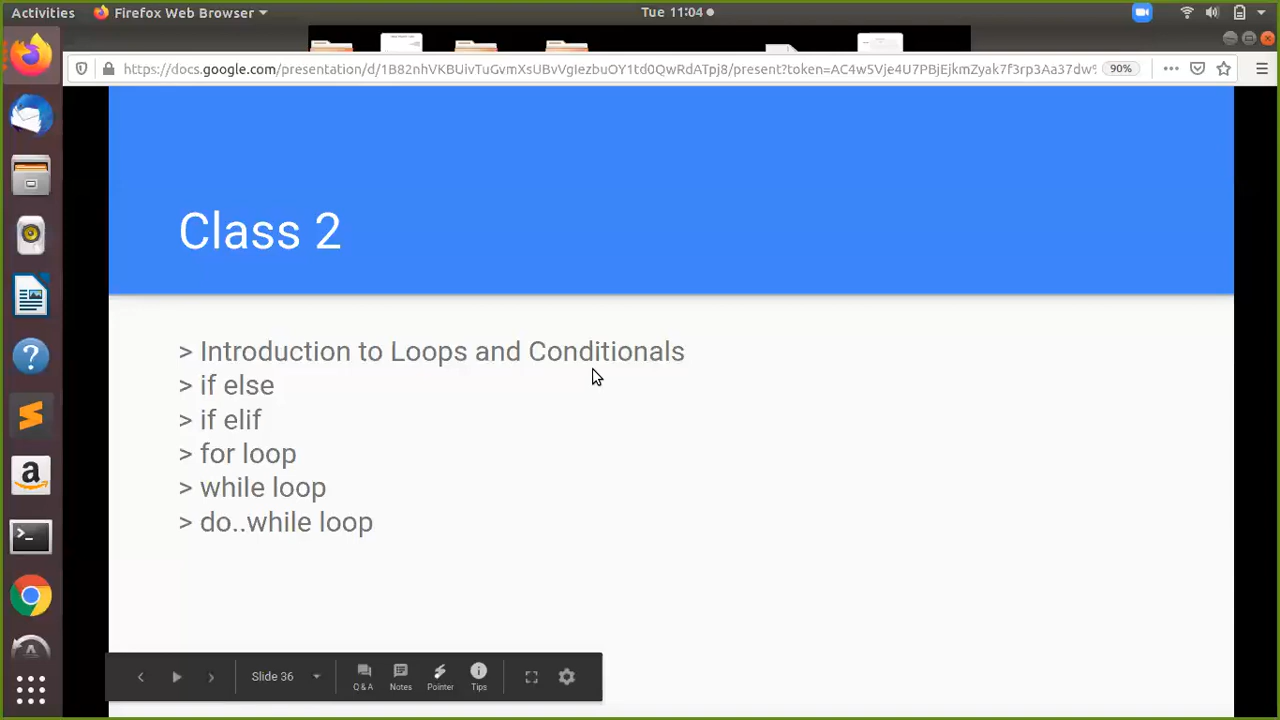 Activities
Firefox Web Browser
Tue 11:04
https://docs.google.com/presentation/d/1B82nhVKBUivTuGvmXsUBvVgIezbuOY1td0QwRdATpj8/present?token=AC4w5Vje4U7PBjEjkmZyak7f3rp3Aa37dw
90%
Class 2
> Introduction to Loops and Conditionals
> if else
> if elif
> for loop
> while loop
> do..while loop
Slide 36
Q & A
Notes
Pointer
Tips